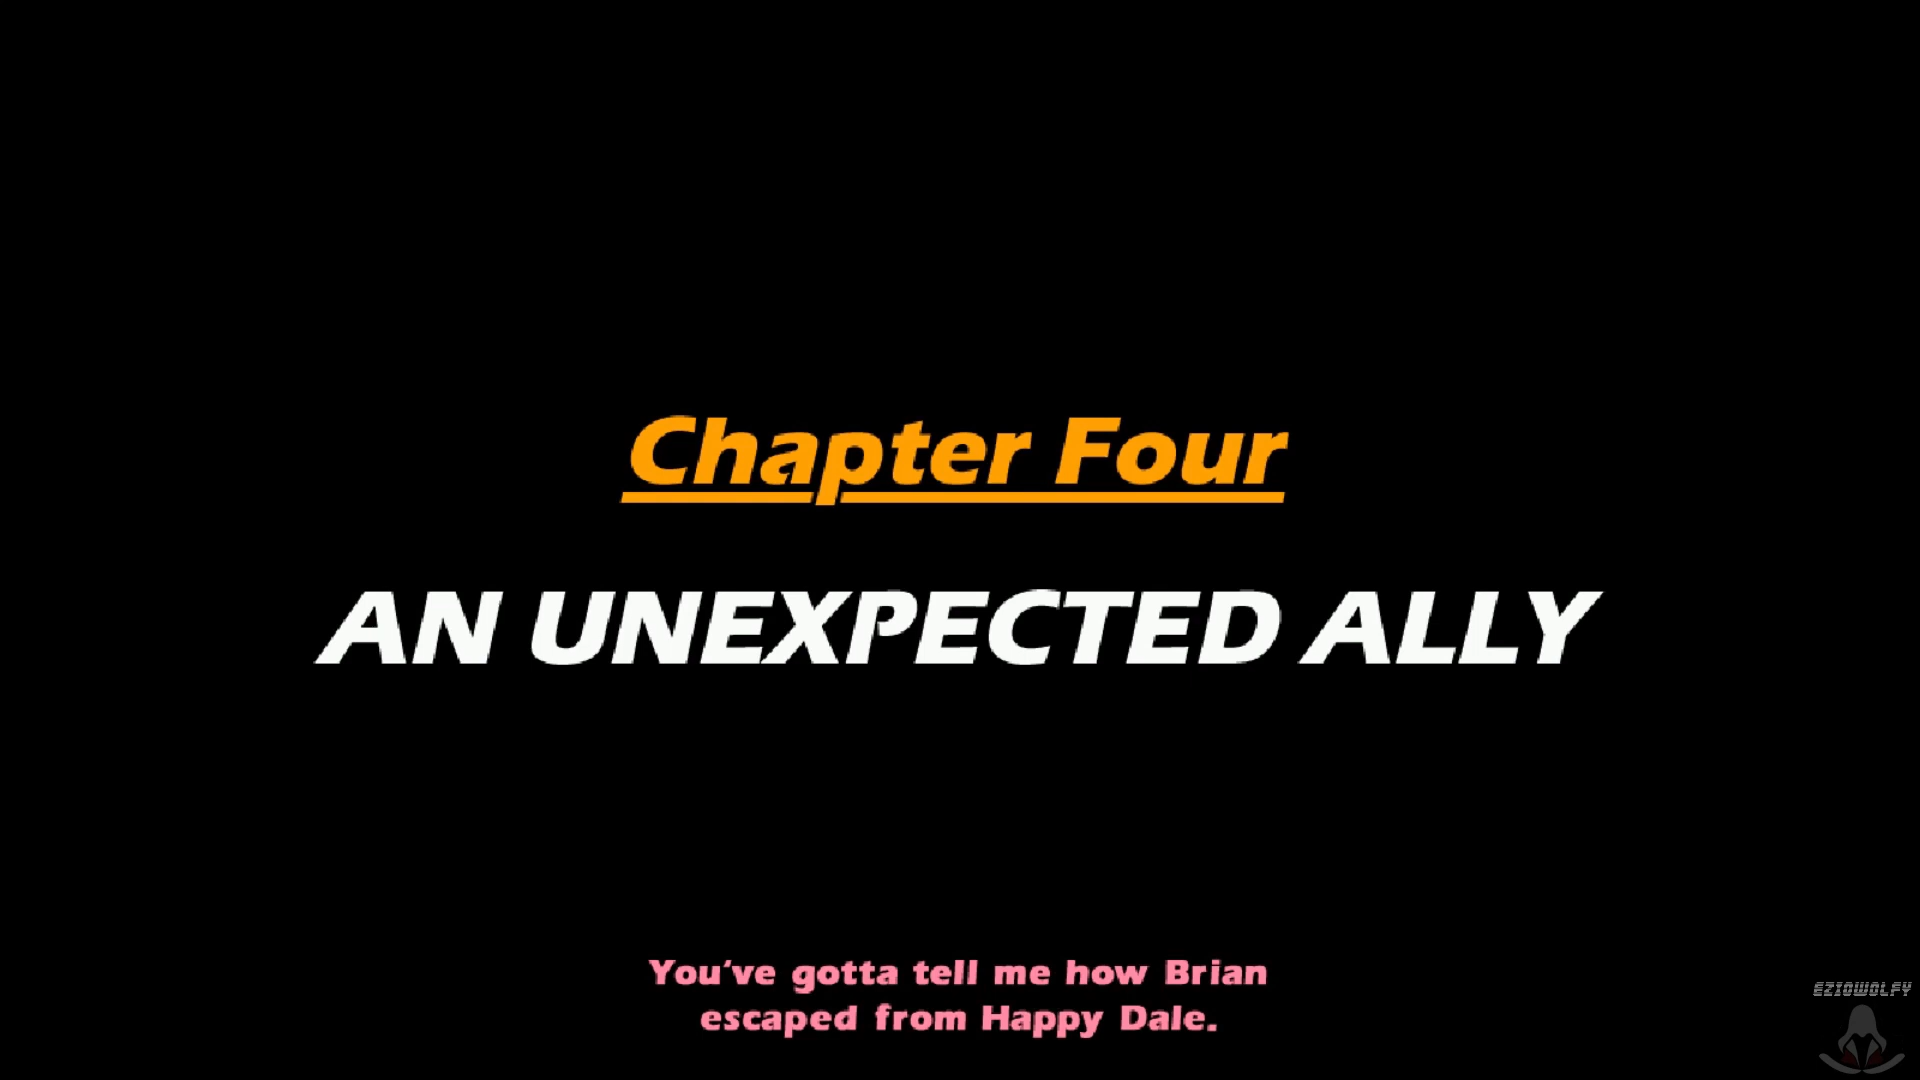 Chapter Four
AN UNEXPECTED ALLY
You've gotta tell me how Brian
escaped from Happy Dale.
EZIOWOLFY